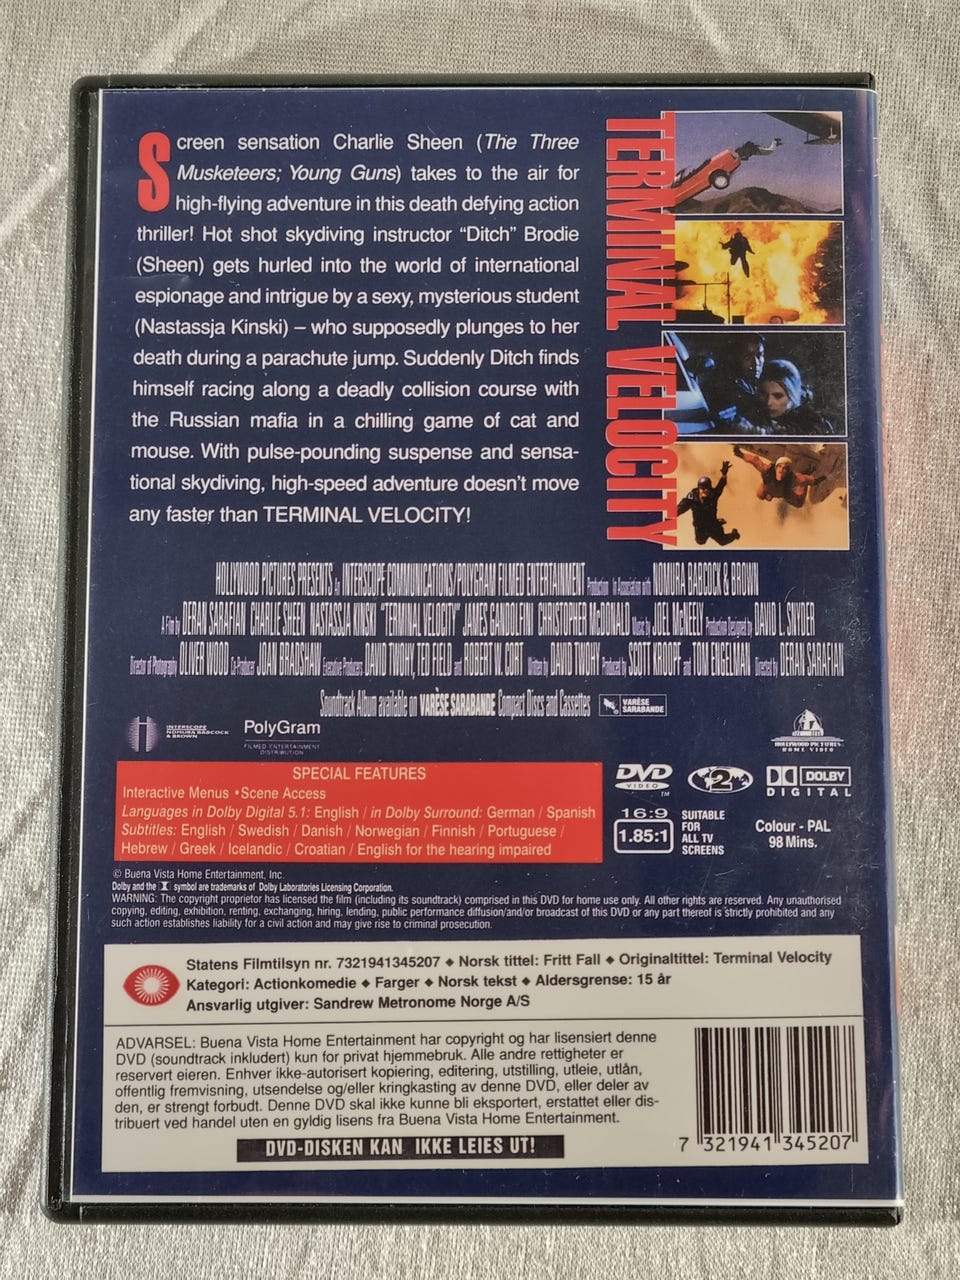 Screen sensation Charlie Sheen (The Three
Musketeers; Young Guns) takes to the air for
high-flying adventure in this death defying action
thriller! Hot shot skydiving instructor “Ditch” Brodie
(Sheen) gets hurled into the world of international
espionage and intrigue by a sexy, mysterious student
(Nastassja Kinski) – who supposedly plunges to her
death during a parachute jump. Suddenly Ditch finds
himself racing along a deadly collision course with
the Russian mafia in a chilling game of cat and
mouse. With pulse-pounding suspense and sensa-
tional skydiving, high-speed adventure doesn't move
any faster than TERMINAL VELOCITY!
TERMINAL VELOCITY
HOLLYWOOD PICTURES PRESENTS An INTERSCOPE COMMUNICATIONS/POLYGRAM FILMED ENTERTAINMENT Production In Association with NOMURA BABCOCK & BROWN
A Film by DERAN SARAFIAN CHARLIE SHEEN NASTASSJA KINSKI "TERMINAL VELOCITY" JAMES GANDOLFINI CHRISTOPHER McDONALD Music by JOEL McNEELY Production Designed by DAVID L. SNYDER
Director of Photography OLIVER WOOD Co-Producer JOAN BRADSHAW Executive Producers DAVID TWOHY, TED FIELD and ROBERT W. CORT Written by DAVID TWOHY Produced by SCOTT KROOPF and TOM ENGELMAN Directed by DERAN SARAFIAN
Soundtrack Album available on VARÈSE SARABANDE Compact Discs and Cassettes
VARÈSE
SARABANDE
INTERSCOPE
NOMURA BABCOCK
& BROWN
PolyGram
FILMED ENTERTAINMENT
DISTRIBUTION
HOLLYWOOD PICTURES
HOME VIDEO
SPECIAL FEATURES
Interactive Menus •Scene Access
Languages in Dolby Digital 5.1: English / in Dolby Surround: German / Spanish
Subtitles: English / Swedish / Danish / Norwegian / Finnish / Portuguese /
Hebrew / Greek / Icelandic / Croatian / English for the hearing impaired
DVD
VIDEO
TM
2
DOLBY
DIGITAL
16:9
1.85:1
SUITABLE
FOR
ALL TV
SCREENS
Colour - PAL
98 Mins.
© Buena Vista Home Entertainment, Inc.
Dolby and the symbol are trademarks of Dolby Laboratories Licensing Corporation.
WARNING: The copyright proprietor has licensed the film (including its soundtrack) comprised in this DVD for home use only. All other rights are reserved. Any unauthorised
copying, editing, exhibition, renting, exchanging, hiring, lending, public performance diffusion/and/or broadcast of this DVD or any part thereof is strictly prohibited and any
such action establishes liability for a civil action and may give rise to criminal prosecution.
Statens Filmtilsyn nr. 7321941345207 ◆ Norsk tittel: Fritt Fall ◆ Originaltittel: Terminal Velocity
Kategori: Actionkomedie ◆ Farger ◆ Norsk tekst ◆ Aldersgrense: 15 år
Ansvarlig utgiver: Sandrew Metronome Norge A/S
ADVARSEL: Buena Vista Home Entertainment har copyright og har lisensiert denne
DVD (soundtrack inkludert) kun for privat hjemmebruk. Alle andre rettigheter er
reservert eieren. Enhver ikke-autorisert kopiering, editering, utstilling, utleie, utlån,
offentlig fremvisning, utsendelse og/eller kringkasting av denne DVD, eller deler av
den, er strengt forbudt. Denne DVD skal ikke kunne bli eksportert, erstattet eller dis-
tribuert ved handel uten en gyldig lisens fra Buena Vista Home Entertainment.
DVD-DISKEN KAN IKKE LEIES UT!
7 321941 345207